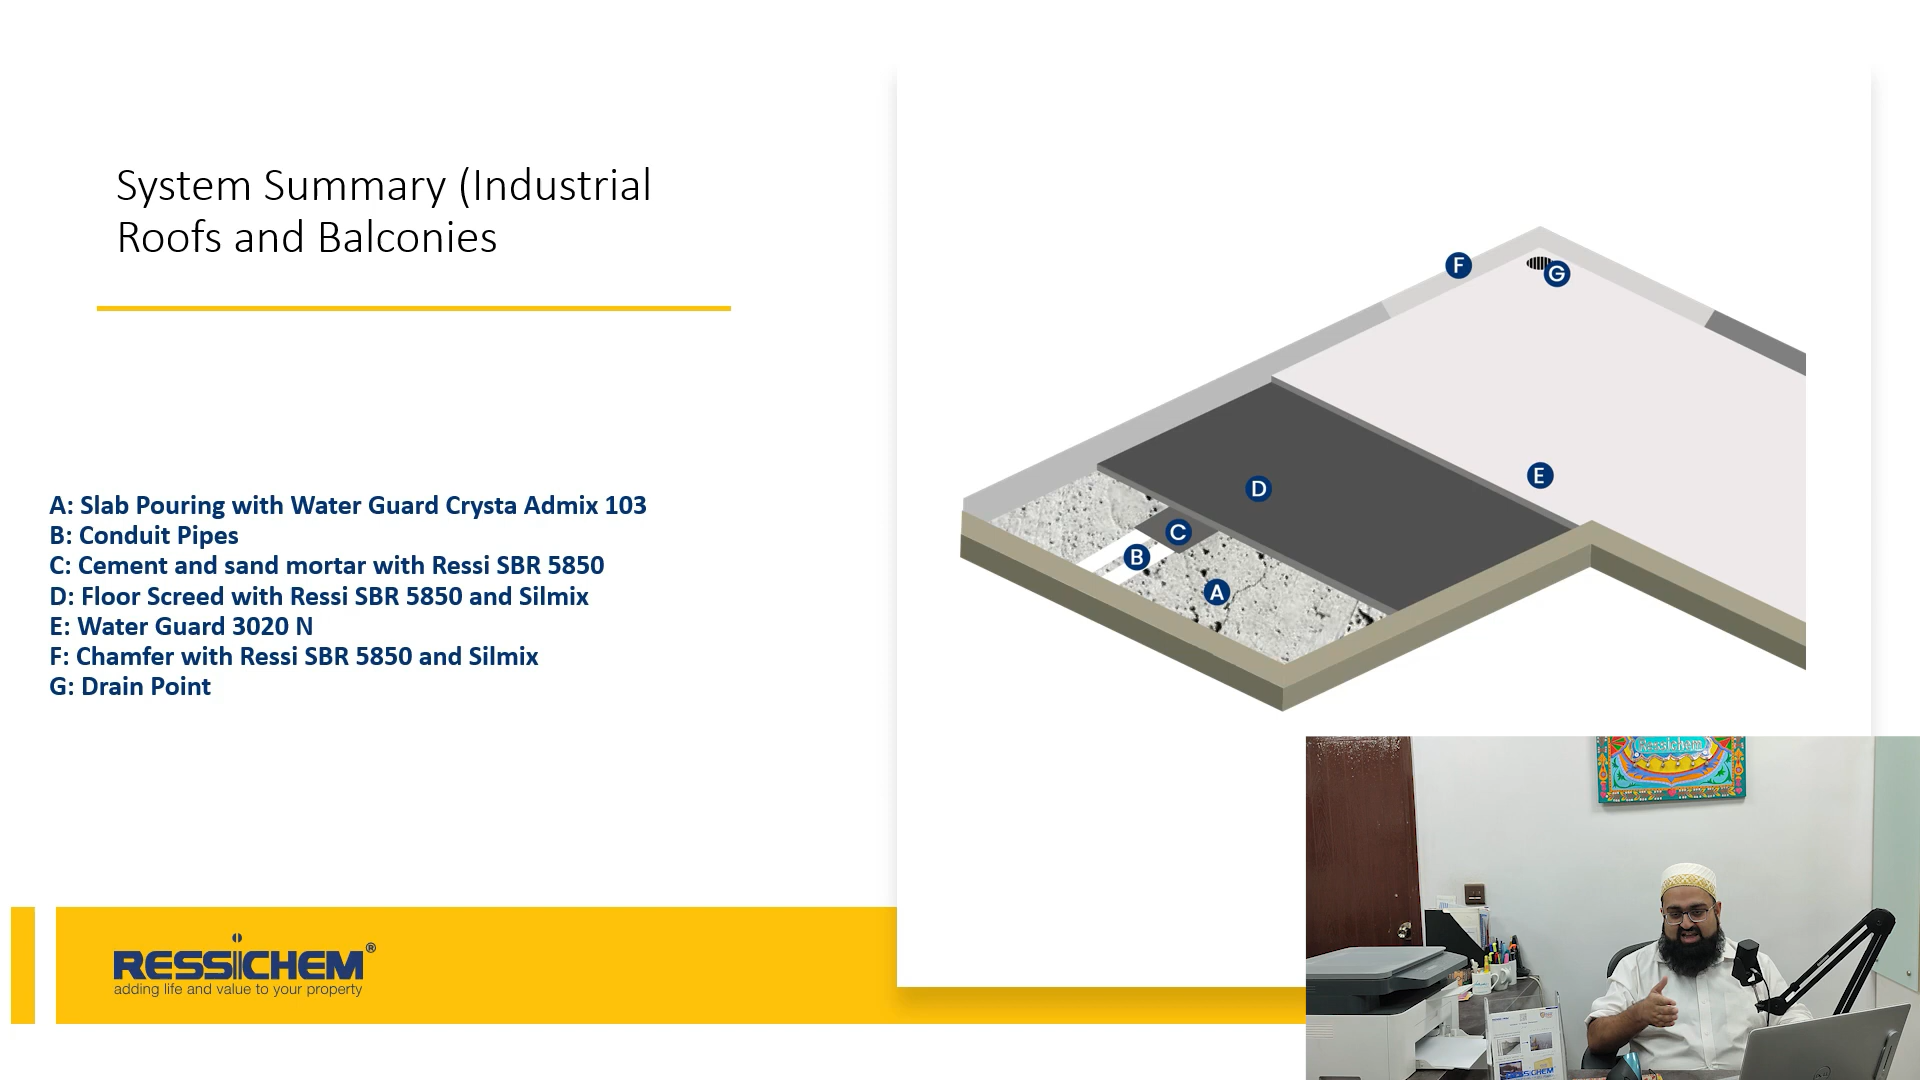 System Summary (Industrial
Roofs and Balconies
A: Slab Pouring with Water Guard Crysta Admix 103
B: Conduit Pipes
C: Cement and sand mortar with Ressi SBR 5850
D: Floor Screed with Ressi SBR 5850 and Silmix
E: Water Guard 3020 N
F: Chamfer with Ressi SBR 5850 and Silmix
G: Drain Point
F
G
E
D
C
B
A
RESSICHEM®
adding life and value to your property
Ressichem
RESSICHEM